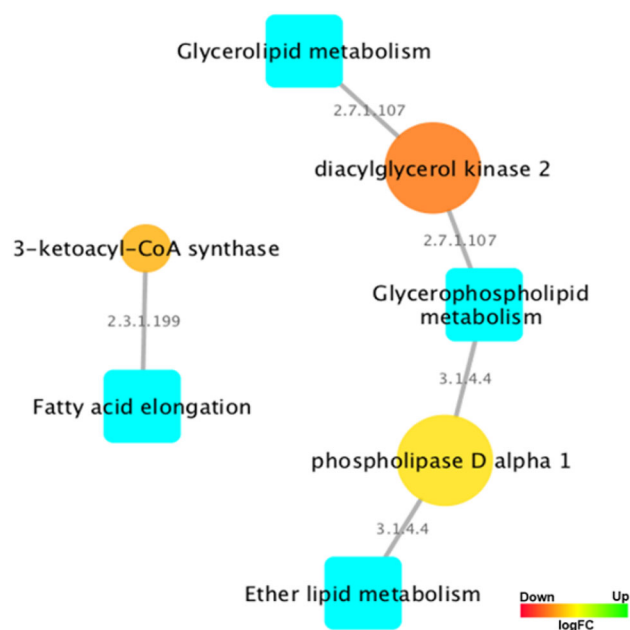 Glycerolipid metabolism
2.7.1.107
diacylglycerol kinase 2
2.7.1.107
3-ketoacyl-CoA synthase
2.3.1.199
Fatty acid elongation
Glycerophospholipid
metabolism
3.1.4.4
phospholipase D alpha 1
3.1.4.4
Ether lipid metabolism
Down Up
logFC